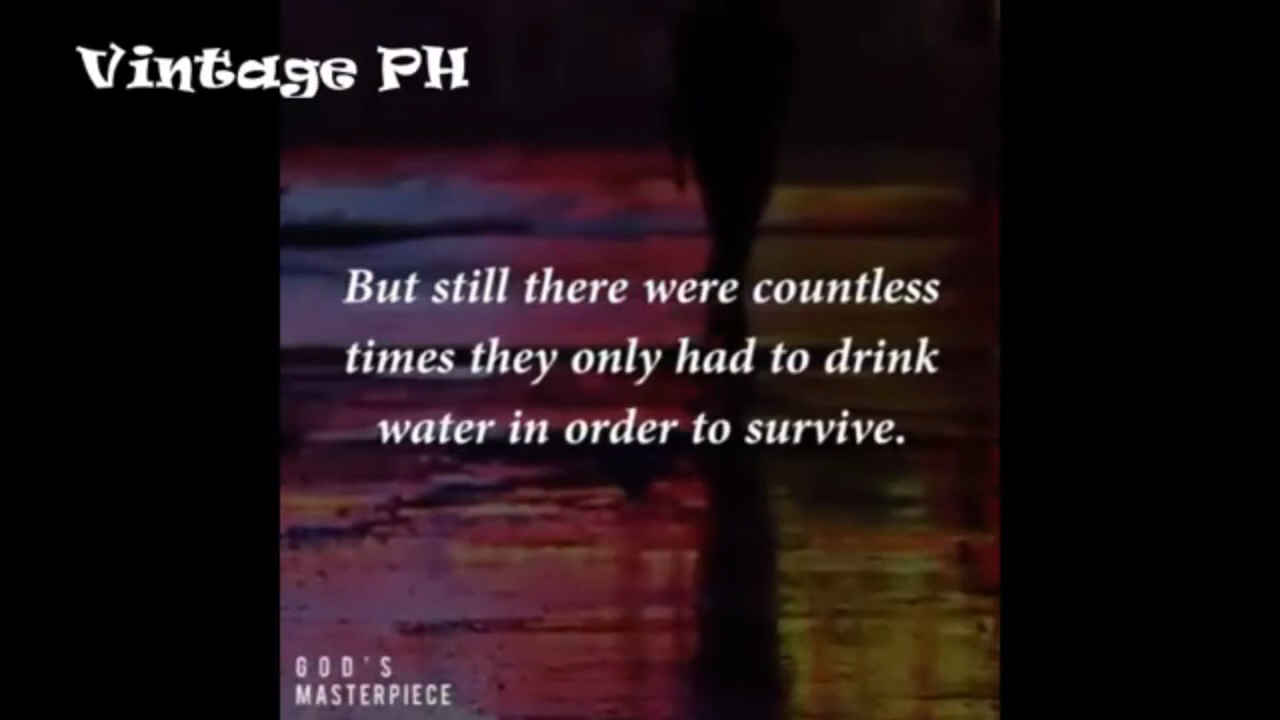 Vintage PH
But still there were countless
times they only had to drink
water in order to survive.
GOD'S
MASTERPIECE